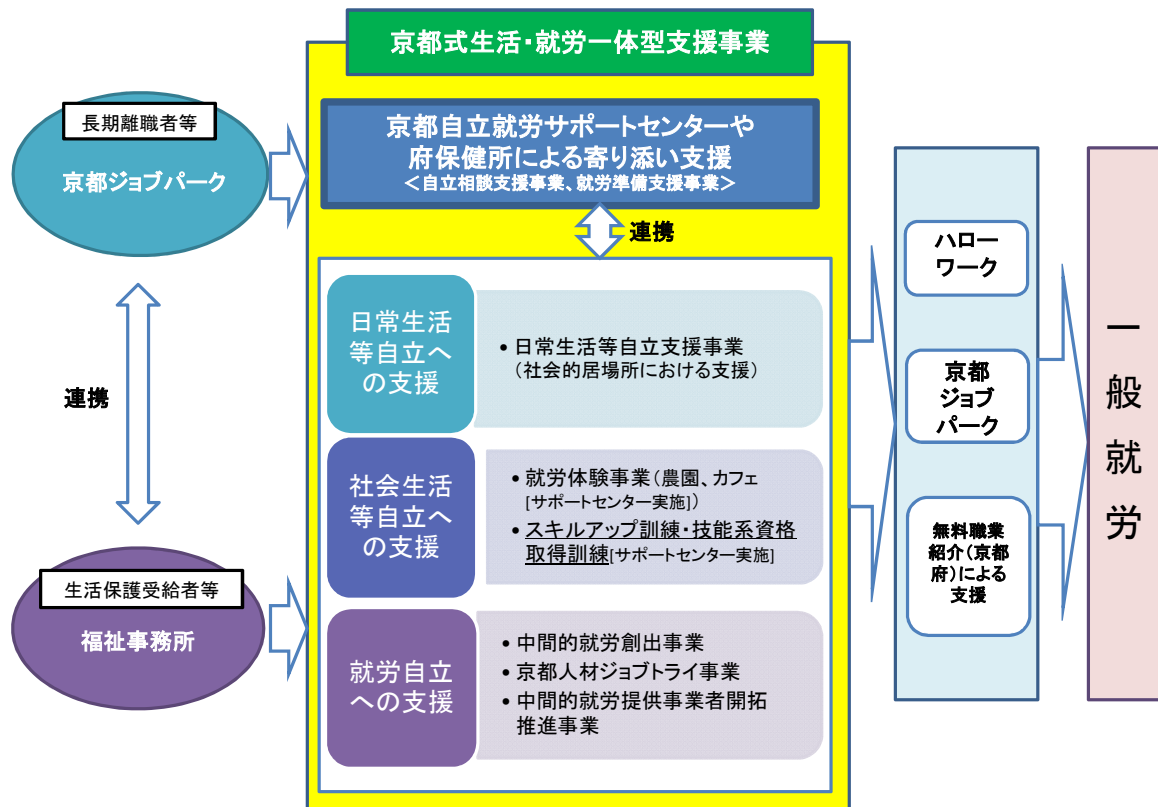 京都式生活・就労一体型支援事業
長期離職者等
京都ジョブパーク
連携
生活保護受給者等
福祉事務所
京都自立就労サポートセンターや
府保健所による寄り添い支援
＜自立相談支援事業、就労準備支援事業＞
連携
日常生活
等自立へ
の支援
• 日常生活等自立支援事業
（社会的居場所における支援）
社会生活
等自立へ
の支援
• 就労体験事業（農園、カフェ
[サポートセンター実施]）
• スキルアップ訓練・技能系資格
取得訓練[サポートセンター実施]
就労自立
への支援
• 中間的就労創出事業
• 京都人材ジョブトライ事業
• 中間的就労提供事業者開拓
推進事業
ハロー
ワーク
京都
ジョブ
パーク
無料職業
紹介（京都
府）による
支援
一般就労